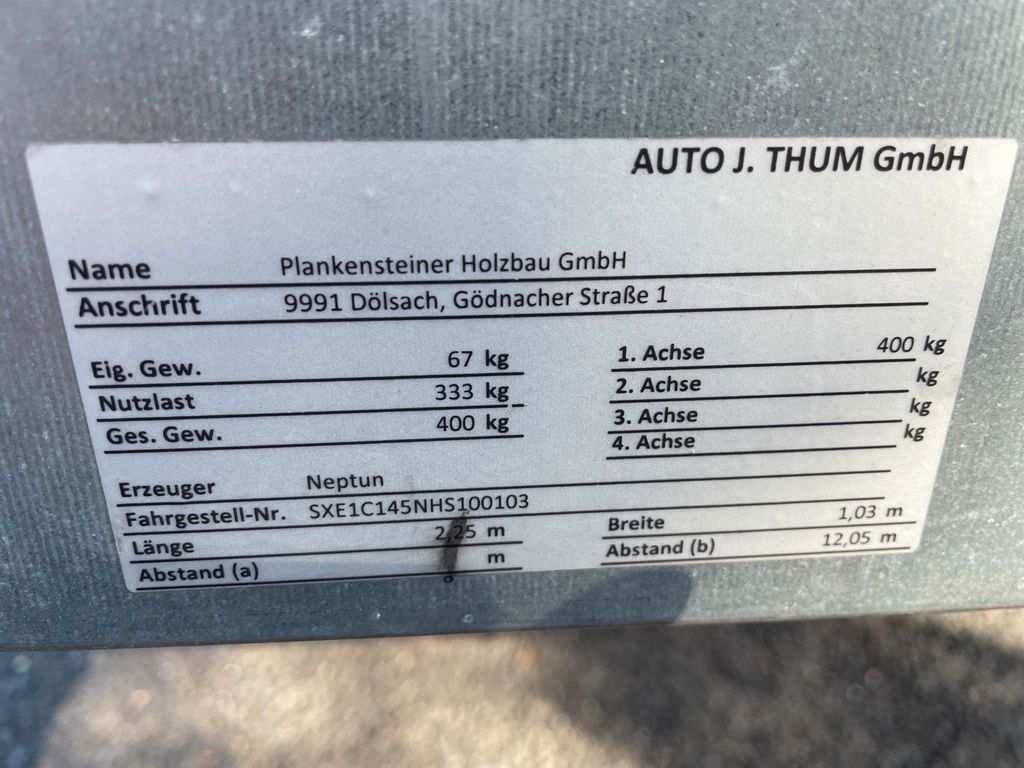 AUTO J. THUM GmbH
Name Plankensteiner Holzbau GmbH
Anschrift 9991 Dölsach, Gödnacher Straße 1
Eig. Gew. 67 kg 1. Achse 400 kg
Nutzlast 333 kg 2. Achse kg
Ges. Gew. 400 kg 3. Achse kg
4. Achse kg
Erzeuger Neptun
Fahrgestell-Nr. SXE1C145NHS100103
Länge 2,25 m Breite 1,03 m
Abstand (a) m Abstand (b) 12,05 m